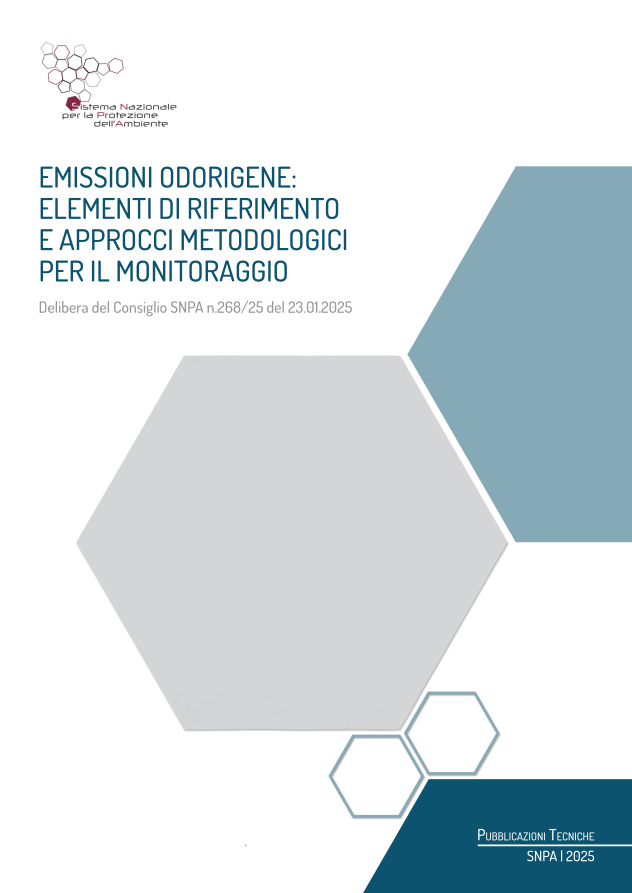 Sistema Nazionale
per la Protezione
dell'Ambiente
EMISSIONI ODORIGENE:
ELEMENTI DI RIFERIMENTO
E APPROCCI METODOLOGICI
PER IL MONITORAGGIO
Delibera del Consiglio SNPA n.268/25 del 23.01.2025
Pubblicazioni Tecniche
SNPA | 2025